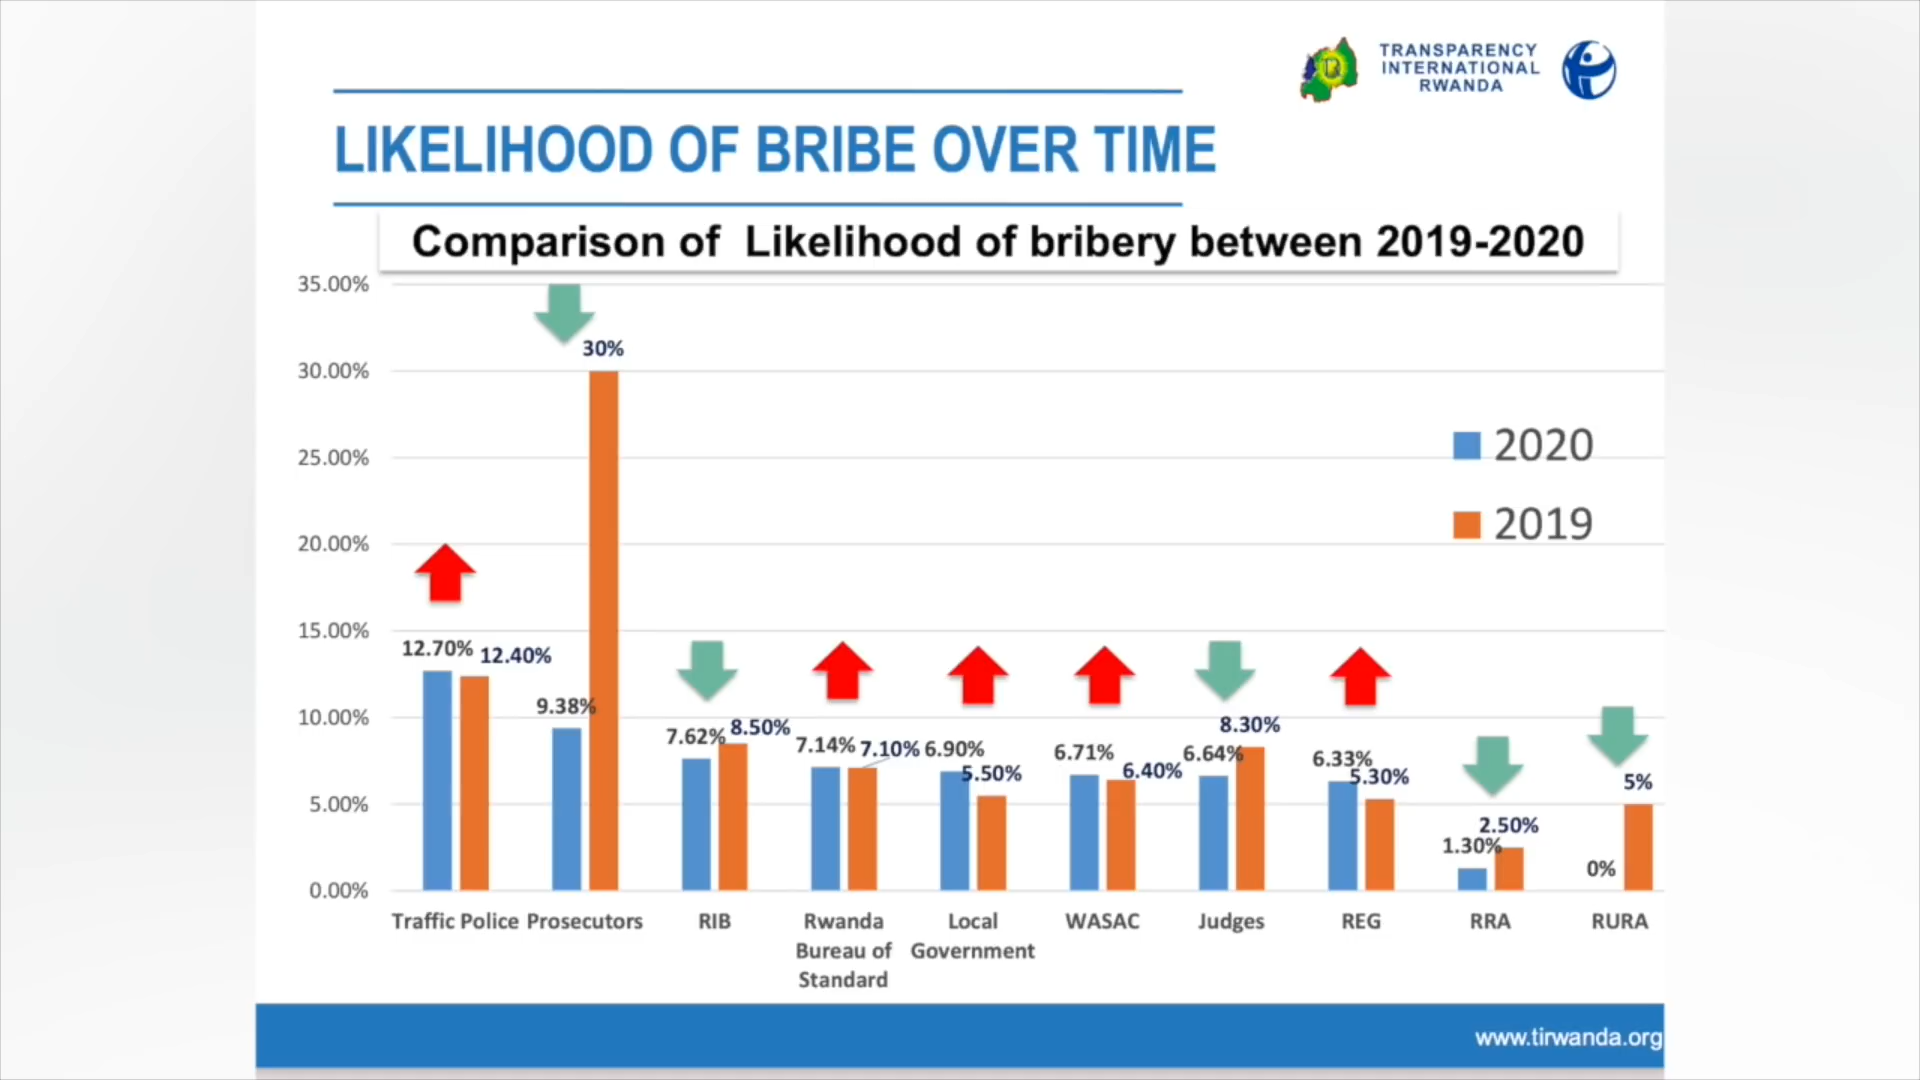 TRANSPARENCY
INTERNATIONAL
RWANDA
LIKELIHOOD OF BRIBE OVER TIME
Comparison of Likelihood of bribery between 2019-2020
35.00%
30.00%
25.00%
20.00%
15.00%
10.00%
5.00%
0.00%
30%
2020
2019
12.70% 12.40%
9.38%
7.62% 8.50%
7.14% 7.10%
6.90% 5.50%
6.71% 6.40%
6.64% 8.30%
6.33% 5.30%
1.30% 2.50%
0% 5%
Traffic Police
Prosecutors
RIB
Rwanda
Bureau of
Standard
Local
Government
WASAC
Judges
REG
RRA
RURA
www.tirwanda.org